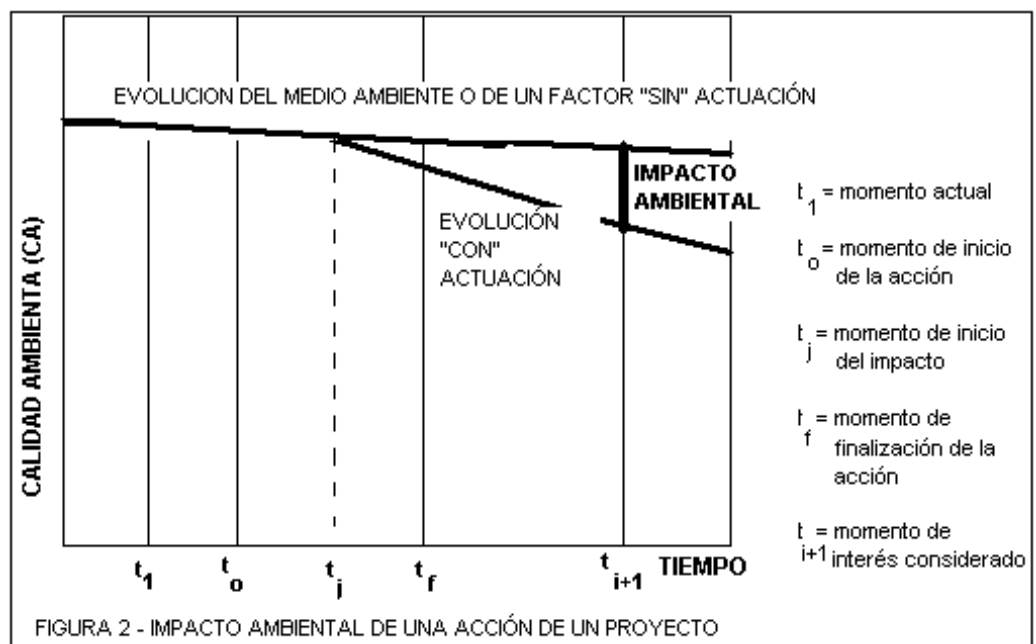 EVOLUCION DEL MEDIO AMBIENTE O DE UN FACTOR "SIN" ACTUACIÓN
IMPACTO
AMBIENTAL
EVOLUCIÓN
"CON"
ACTUACIÓN
CALIDAD AMBIENTA (CA)
t1 to tj tf ti+1 TIEMPO
t1 = momento actual
to = momento de inicio
de la acción
tj = momento de inicio
del impacto
tf = momento de
finalización de la
acción
ti+1 = momento de
interés considerado
FIGURA 2 - IMPACTO AMBIENTAL DE UNA ACCIÓN DE UN PROYECTO